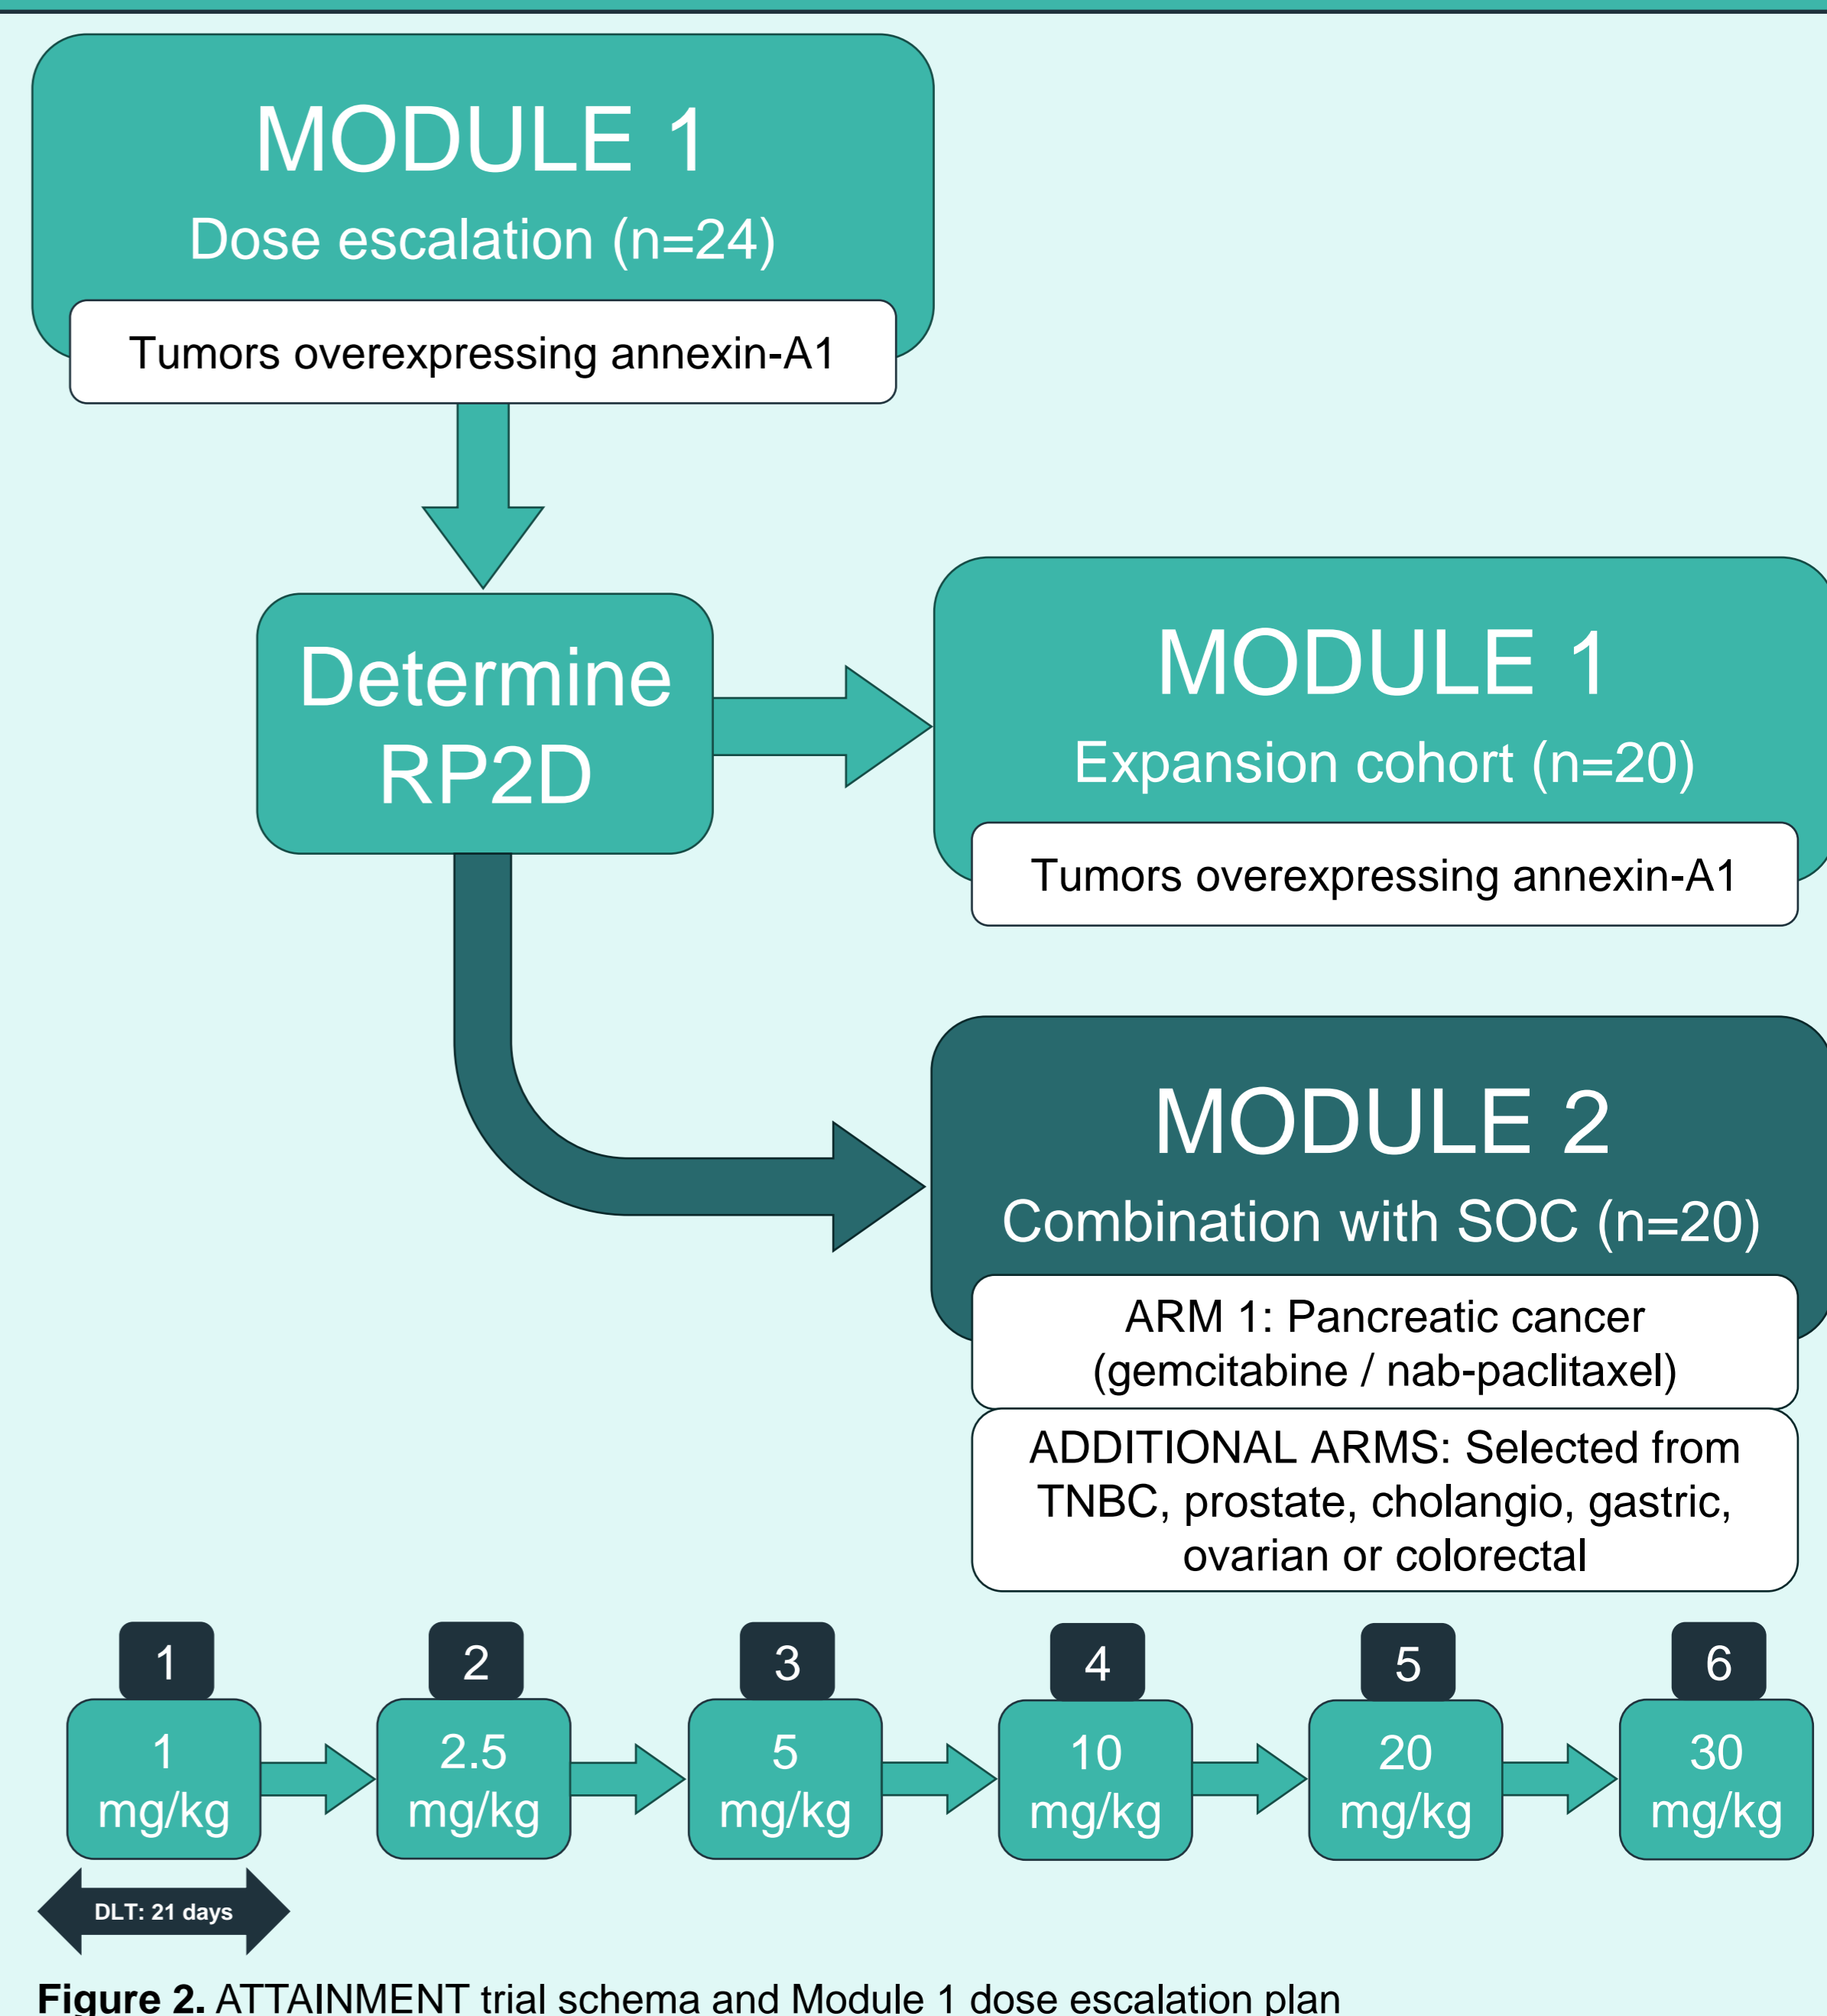 MODULE 1
Dose escalation (n=24)
Tumors overexpressing annexin-A1
Determine
RP2D
MODULE 1
Expansion cohort (n=20)
Tumors overexpressing annexin-A1
MODULE 2
Combination with SOC (n=20)
ARM 1: Pancreatic cancer
(gemcitabine / nab-paclitaxel)
ADDITIONAL ARMS: Selected from
TNBC, prostate, cholangio, gastric,
ovarian or colorectal
1
1
mg/kg
2
2.5
mg/kg
3
5
mg/kg
4
10
mg/kg
5
20
mg/kg
6
30
mg/kg
DLT: 21 days
Figure 2. ATTAINMENT trial schema and Module 1 dose escalation plan